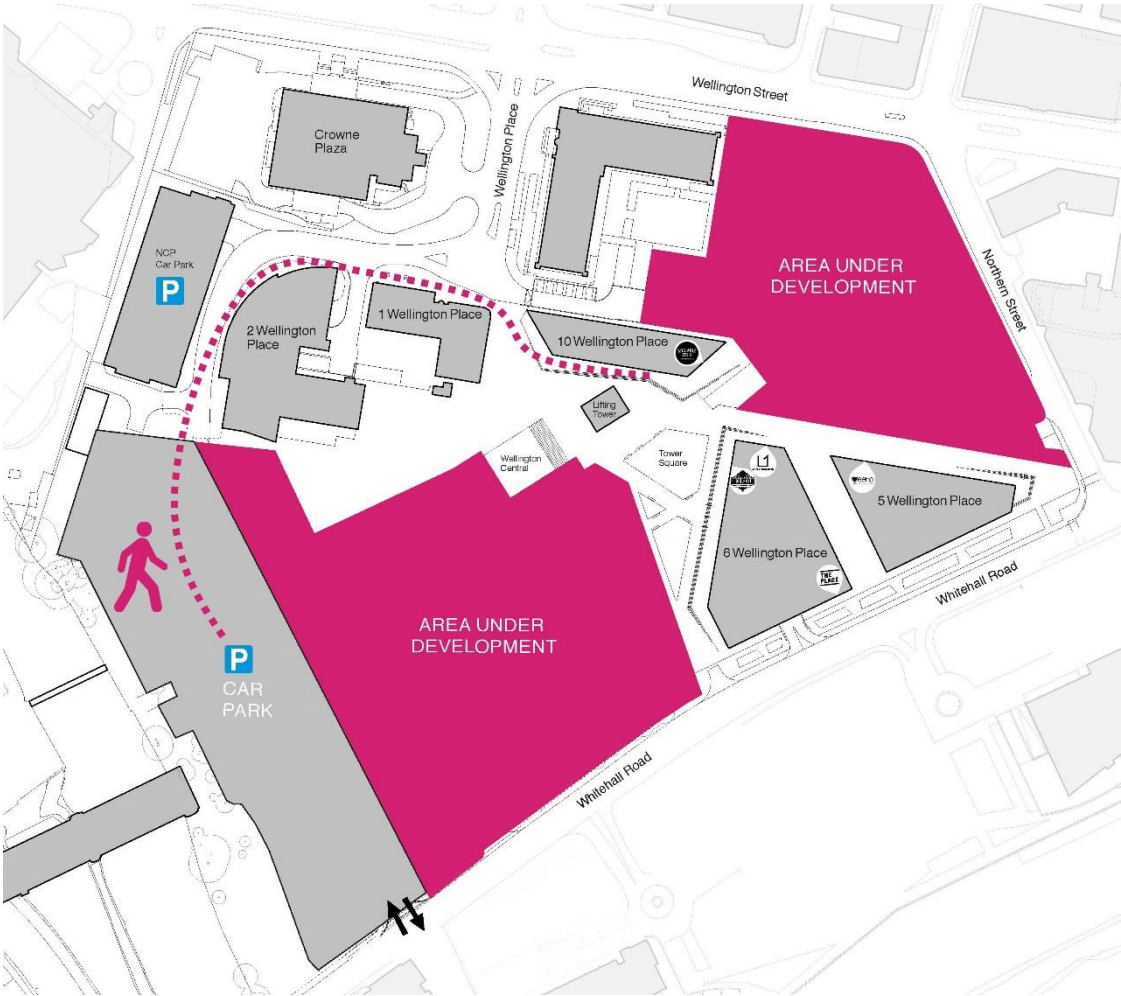 Wellington Street
Crowne
Plaza
Wellington Place
NCP
Car Park
P
AREA UNDER
DEVELOPMENT
Northern Street
2 Wellington
Place
1 Wellington Place
10 Wellington Place
Lifting
Tower
Wellington
Central
Tower
Square
5 Wellington Place
6 Wellington Place
THE
PLACE
Whitehall Road
AREA UNDER
DEVELOPMENT
P
CAR
PARK
Whitehall Road